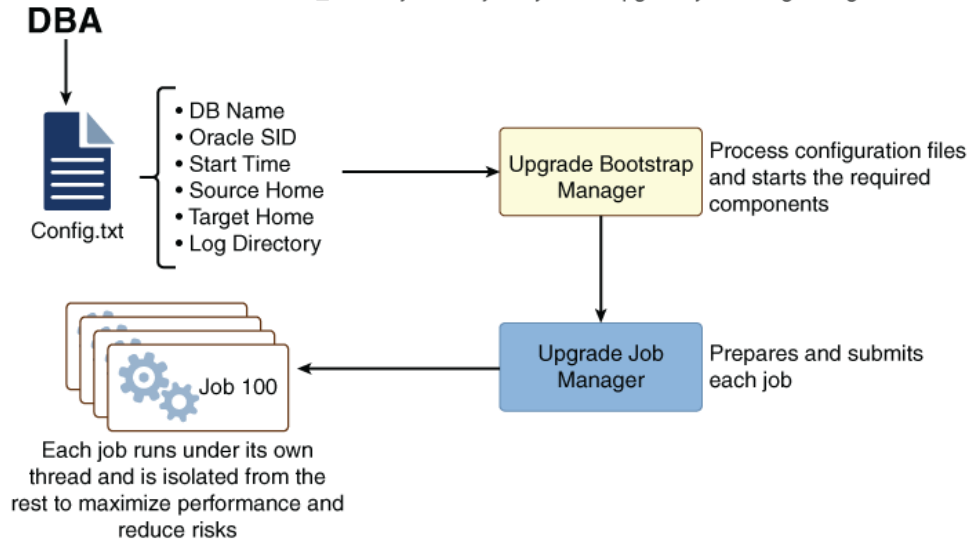 DBA
Config.txt
• DB Name
• Oracle SID
• Start Time
• Source Home
• Target Home
• Log Directory
Upgrade Bootstrap
Manager
Process configuration files
and starts the required
components
Upgrade Job
Manager
Prepares and submits
each job
Job 100
Each job runs under its own
thread and is isolated from the
rest to maximize performance and
reduce risks